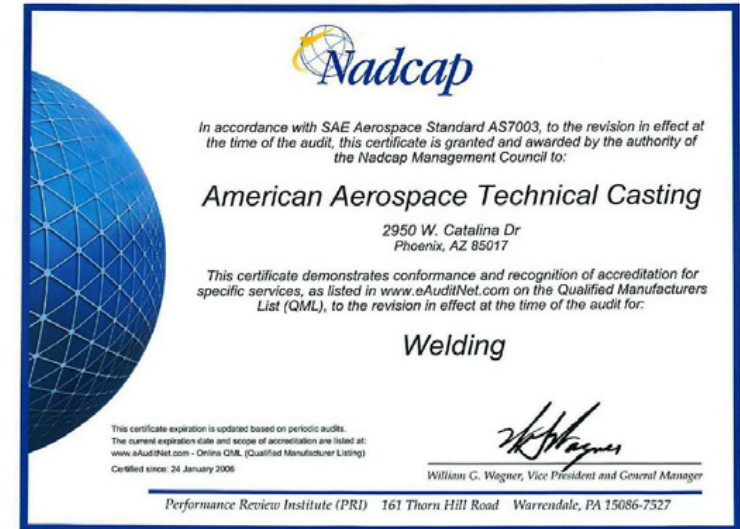 Nadcap
In accordance with SAE Aerospace Standard AS7003, to the revision in effect at
the time of the audit, this certificate is granted and awarded by the authority of
the Nadcap Management Council to:
American Aerospace Technical Casting
2950 W. Catalina Dr
Phoenix, AZ 85017
This certificate demonstrates conformance and recognition of accreditation for
specific services, as listed in www.eAuditNet.com on the Qualified Manufacturers
List (QML), to the revision in effect at the time of the audit for:
Welding
This certificate expiration is updated based on periodic audits.
The current expiration date and scope of accreditation are listed at:
www.eAuditNet.com - Online QML (Qualified Manufacturer Listing)
Certified since: 24 January 2006
William G. Wagner, Vice President and General Manager
Performance Review Institute (PRI) 161 Thorn Hill Road Warrendale, PA 15086-7527